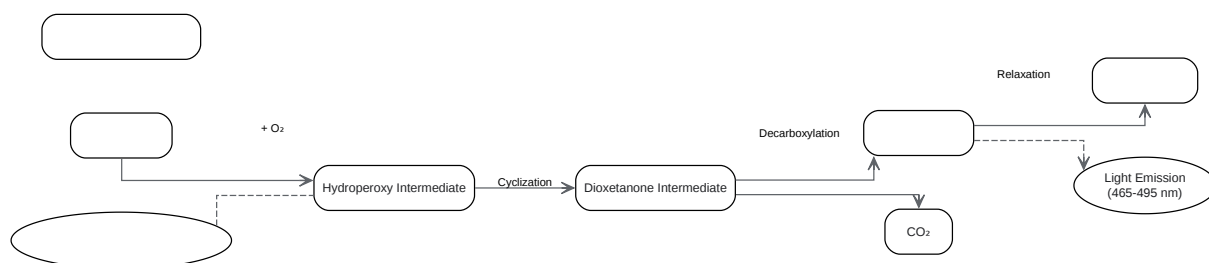 + O₂
Hydroperoxy Intermediate
Cyclization
Dioxetanone Intermediate
Decarboxylation
CO₂
Relaxation
Light Emission
(465-495 nm)